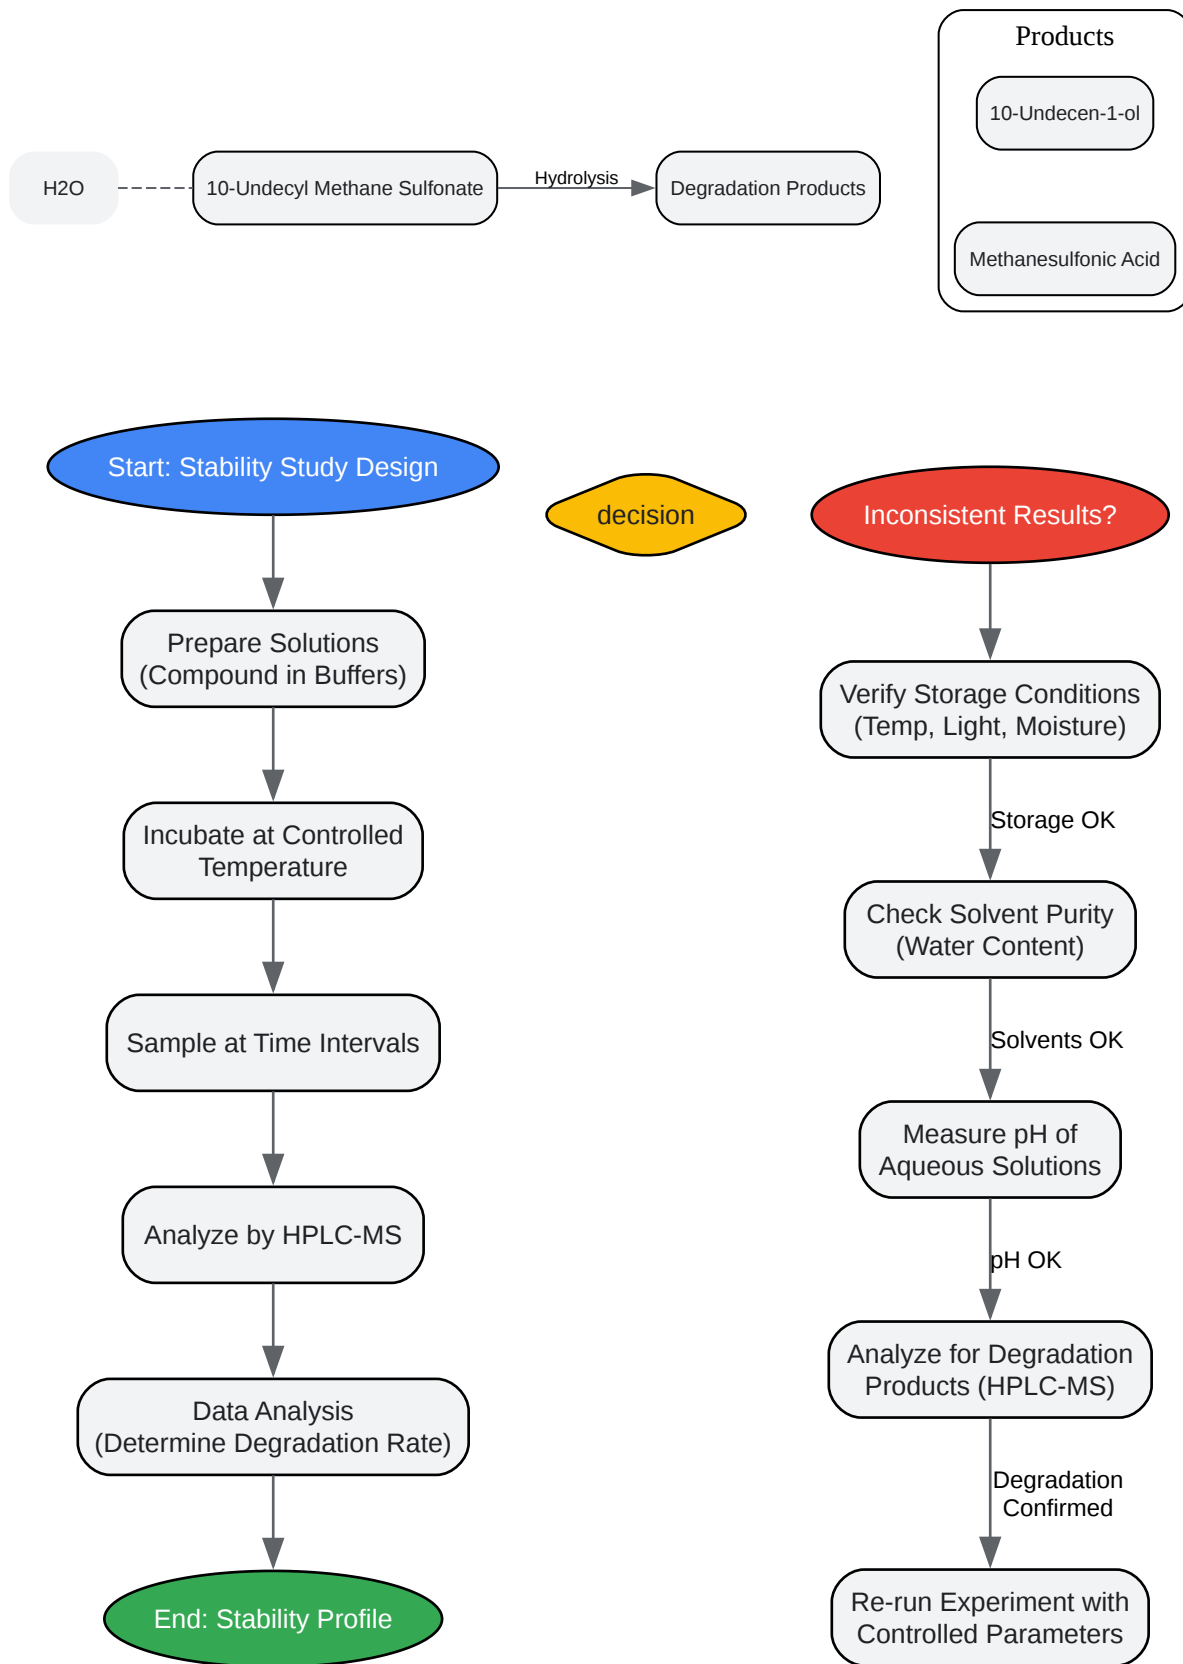 Products
10-Undecen-1-ol
H2O
10-Undecyl Methane Sulfonate
Hydrolysis
Degradation Products
Methanesulfonic Acid
Start: Stability Study Design
Prepare Solutions
(Compound in Buffers)
Incubate at Controlled
Temperature
Sample at Time Intervals
Analyze by HPLC-MS
Data Analysis
(Determine Degradation Rate)
End: Stability Profile
decision
Inconsistent Results?
Verify Storage Conditions
(Temp, Light, Moisture)
Storage OK
Check Solvent Purity
(Water Content)
Solvents OK
Measure pH of
Aqueous Solutions
pH OK
Analyze for Degradation
Products (HPLC-MS)
Degradation
Confirmed
Re-run Experiment with
Controlled Parameters